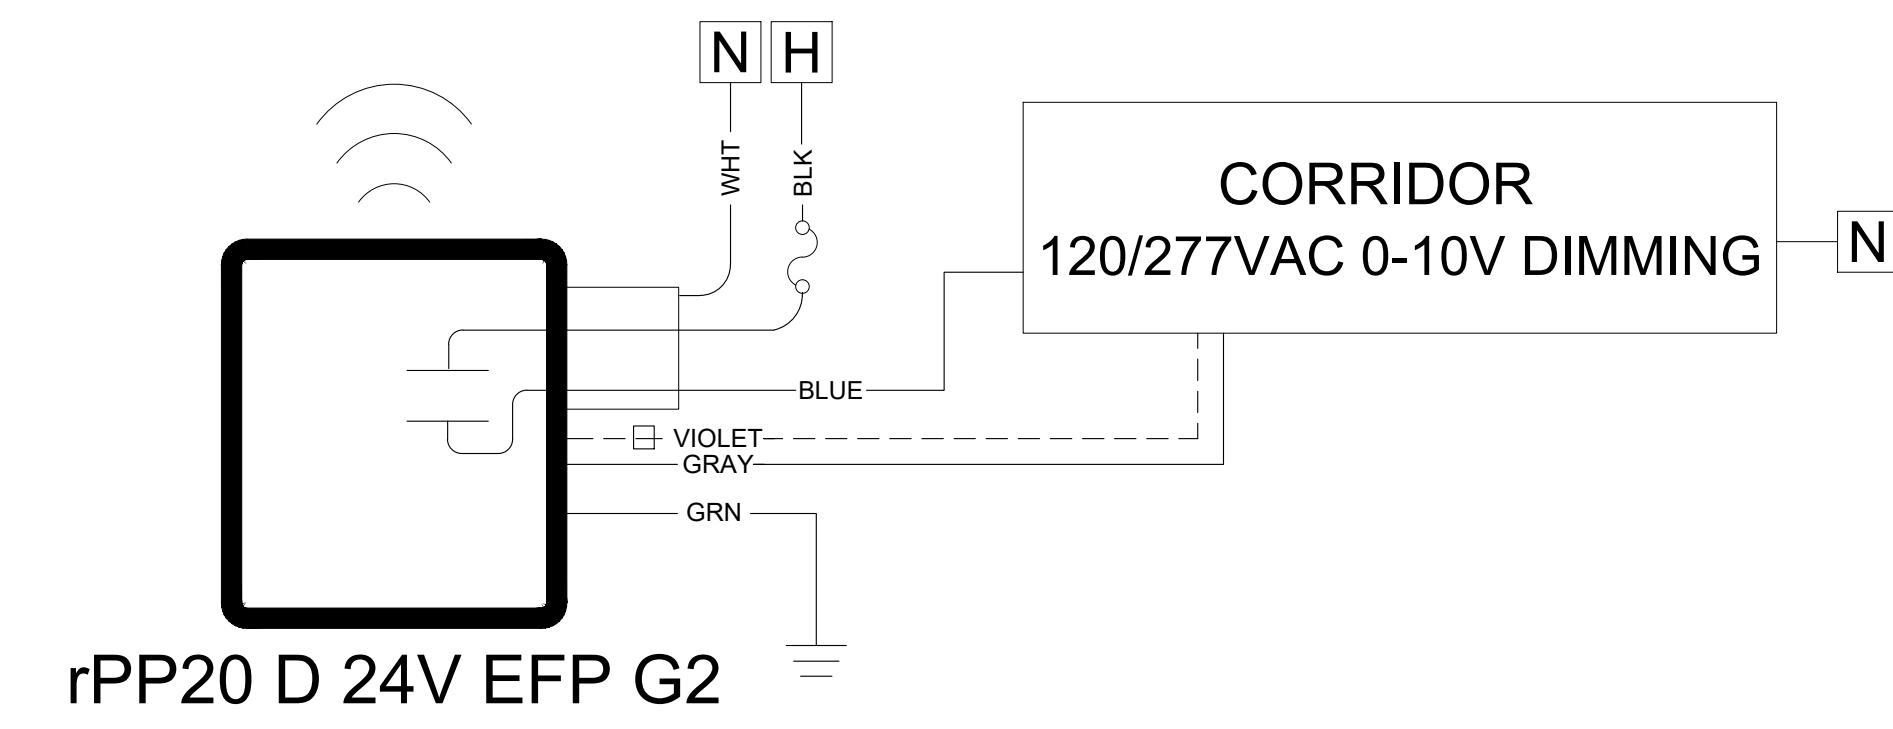 N H
WHT
BLK
CORRIDOR
120/277VAC 0-10V DIMMING
N
BLUE
VIOLET
GRAY
GRN
rPP20 D 24V EFP G2